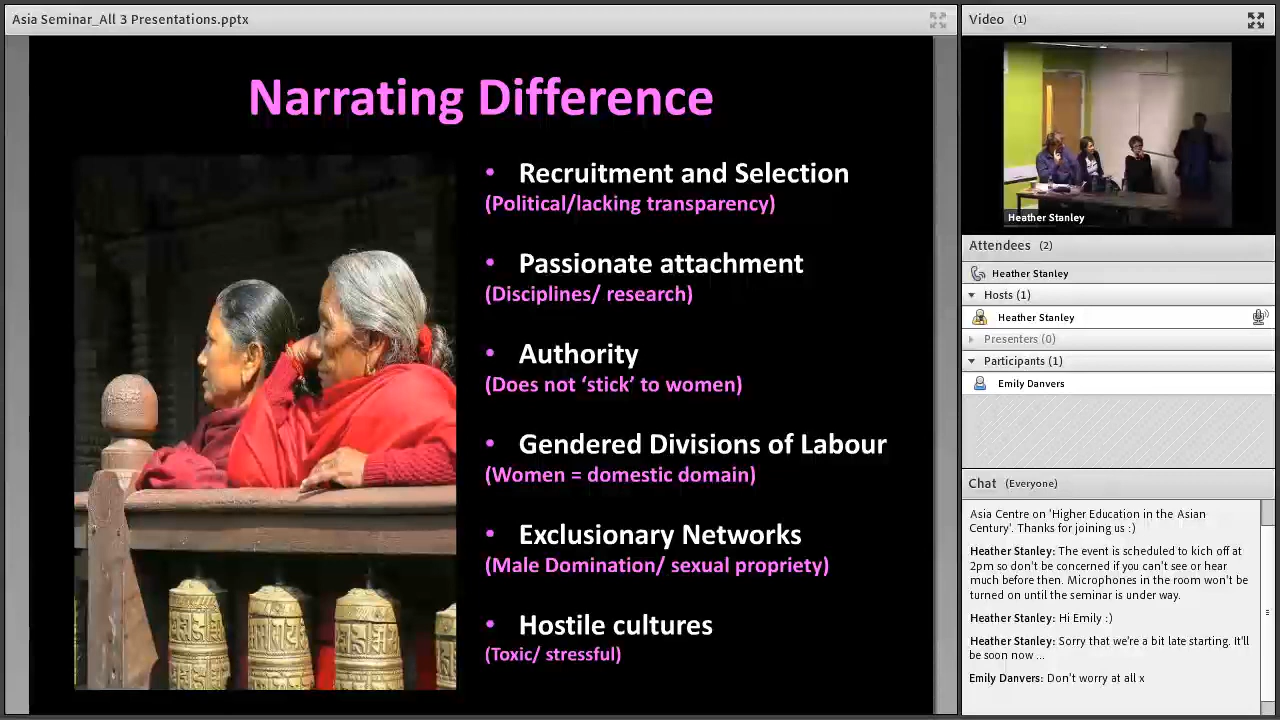 Asia Seminar_All 3 Presentations.pptx
Narrating Difference
• Recruitment and Selection
(Political/lacking transparency)
• Passionate attachment
(Disciplines/ research)
• Authority
(Does not ‘stick’ to women)
• Gendered Divisions of Labour
(Women = domestic domain)
• Exclusionary Networks
(Male Domination/ sexual propriety)
• Hostile cultures
(Toxic/ stressful)
Video (1)
Heather Stanley
Attendees (2)
Heather Stanley
Hosts (1)
Heather Stanley
Presenters (0)
Participants (1)
Emily Danvers
Chat (Everyone)
Asia Centre on 'Higher Education in the Asian
Century'. Thanks for joining us :)
Heather Stanley: The event is scheduled to kick off at
2pm so don't be concerned if you can't see or hear
much before then. Microphones in the room won't be
turned on until the seminar is under way.
Heather Stanley: Hi Emily :)
Heather Stanley: Sorry that we're a bit late starting. It'll
be soon now ...
Emily Danvers: Don't worry at all x